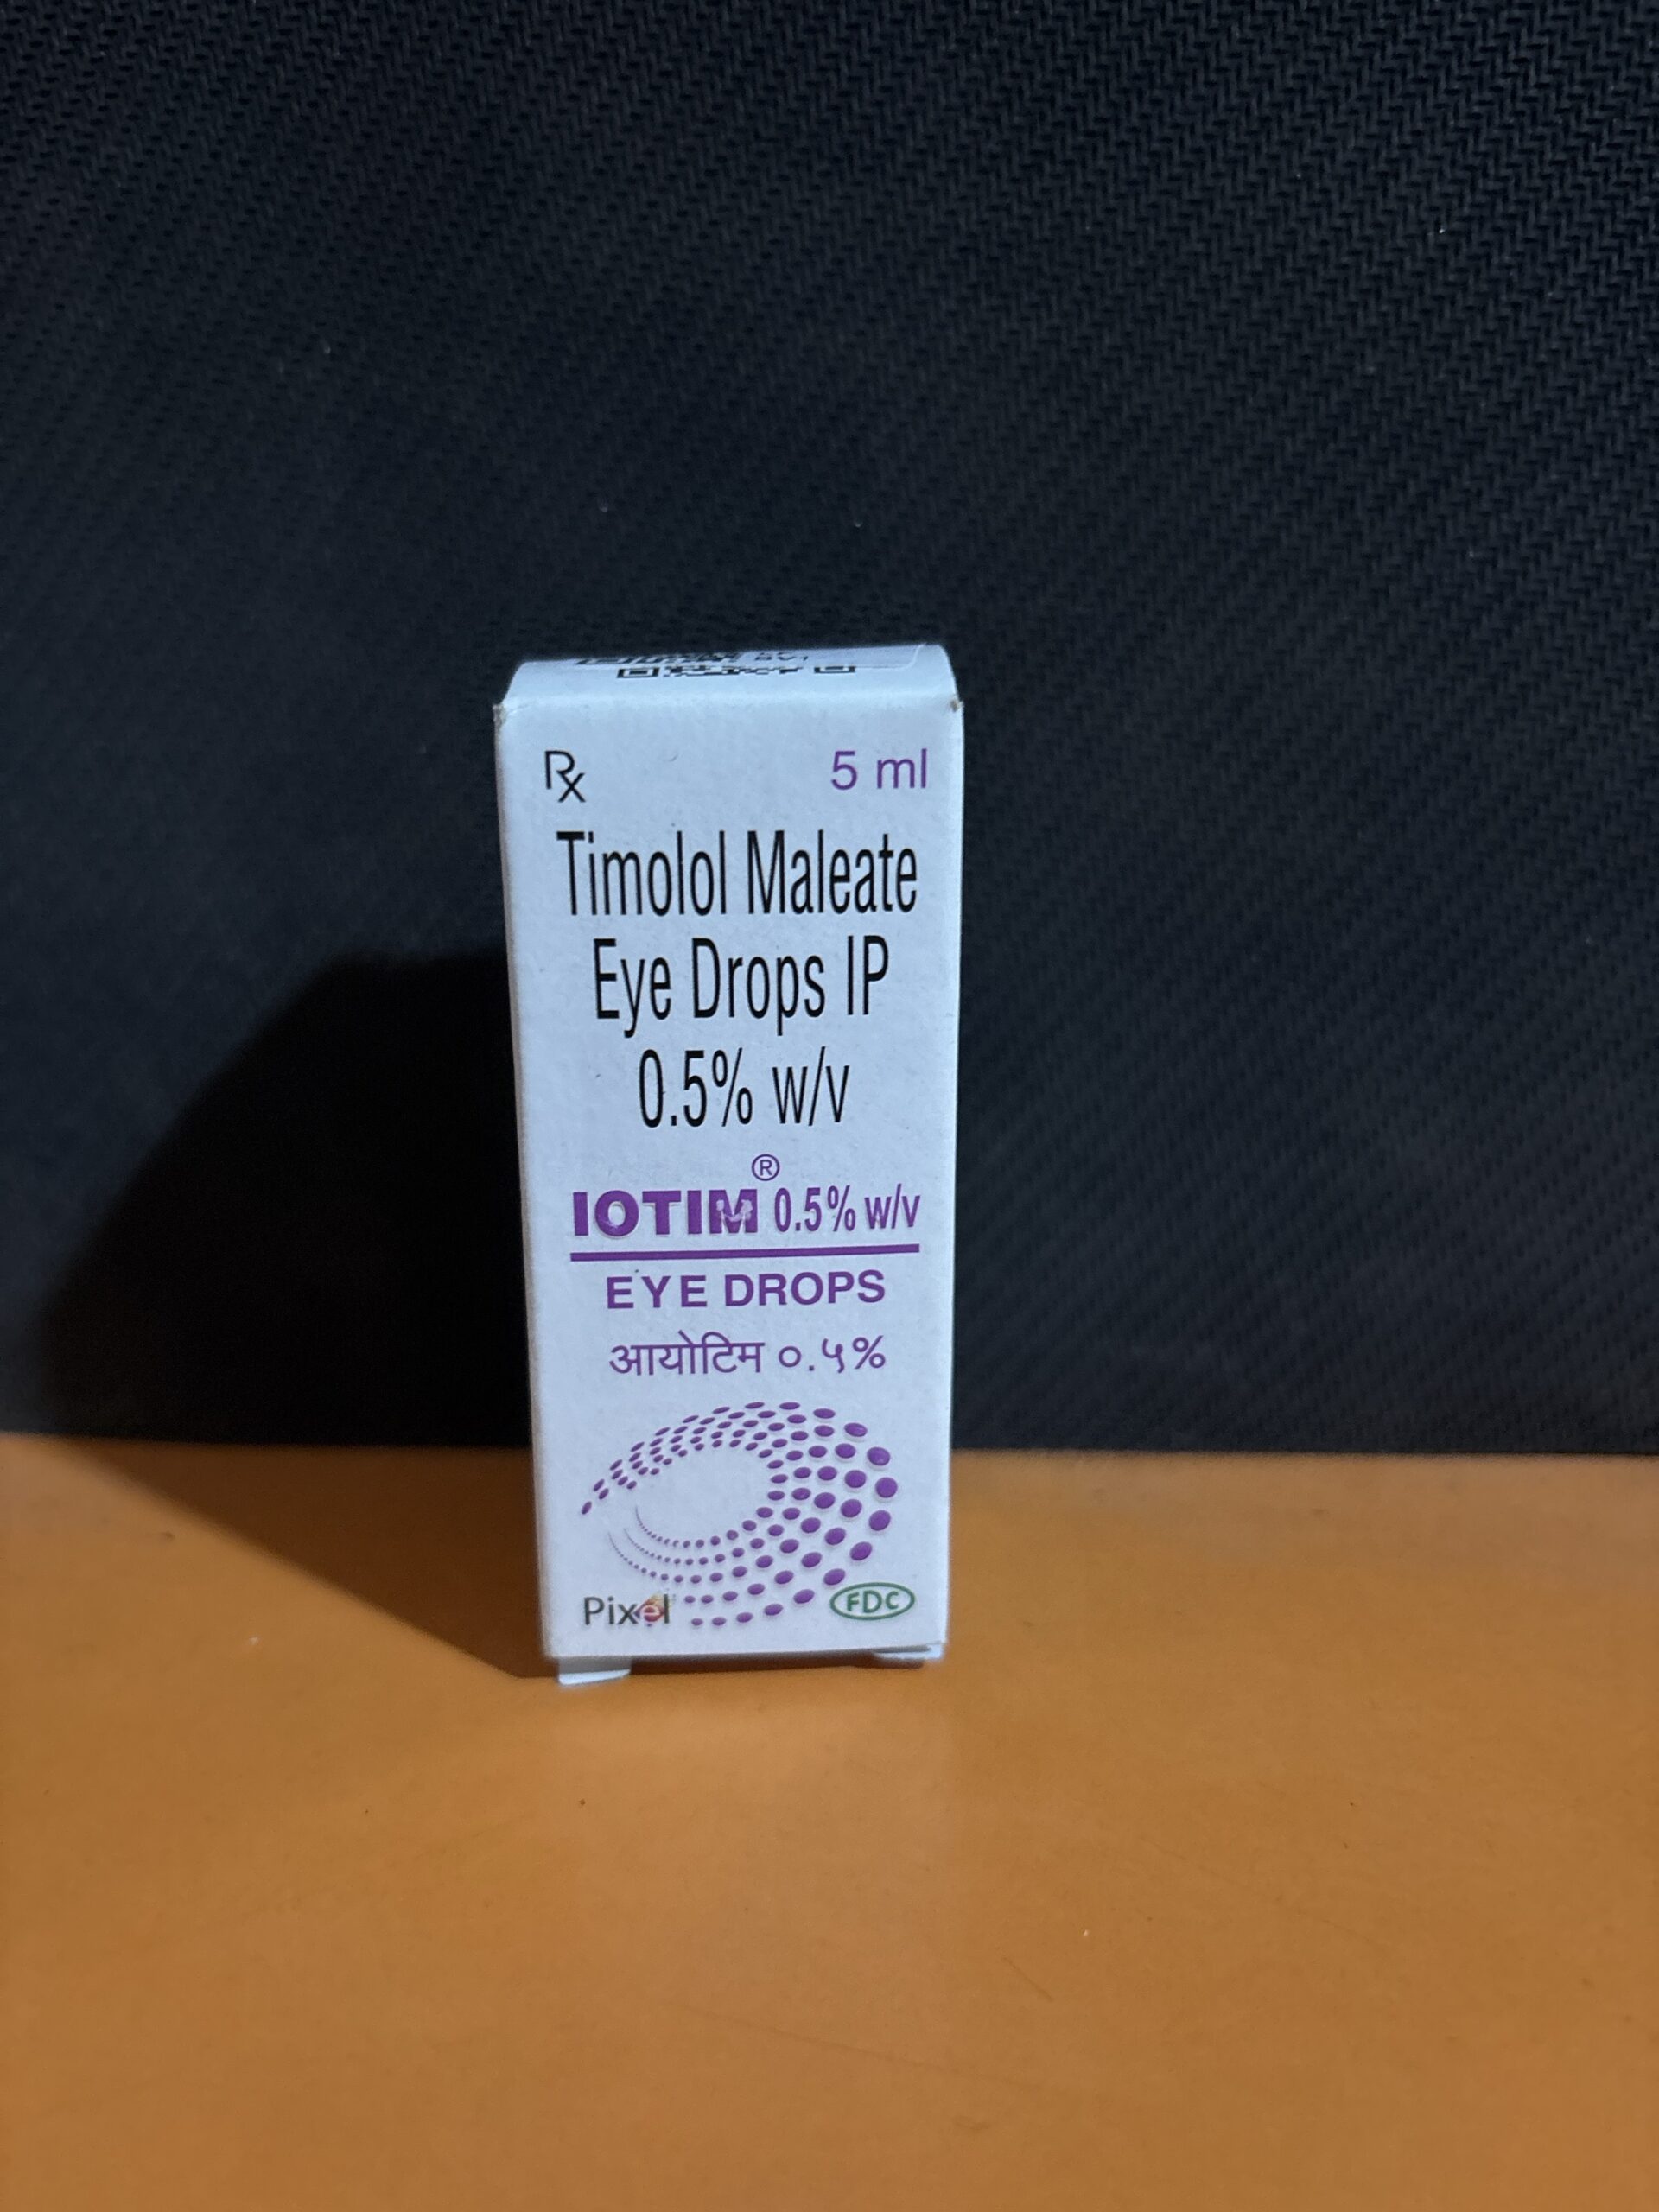 Rx 5 ml
Timolol Maleate
Eye Drops IP
0.5% w/v
IOTIM® 0.5% w/v
EYE DROPS
आयोटिम ०.५%
Pixel FDC